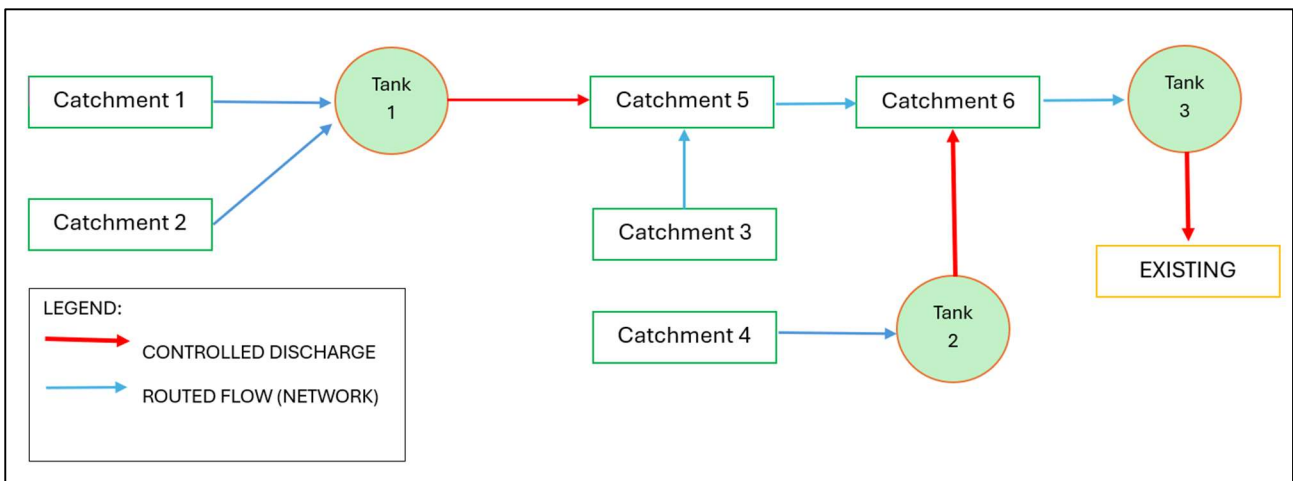 Catchment 1
Tank
1
Catchment 5
Catchment 6
Tank
3
Catchment 2
Catchment 3
EXISTING
LEGEND:
CONTROLLED DISCHARGE
ROUTED FLOW (NETWORK)
Catchment 4
Tank
2